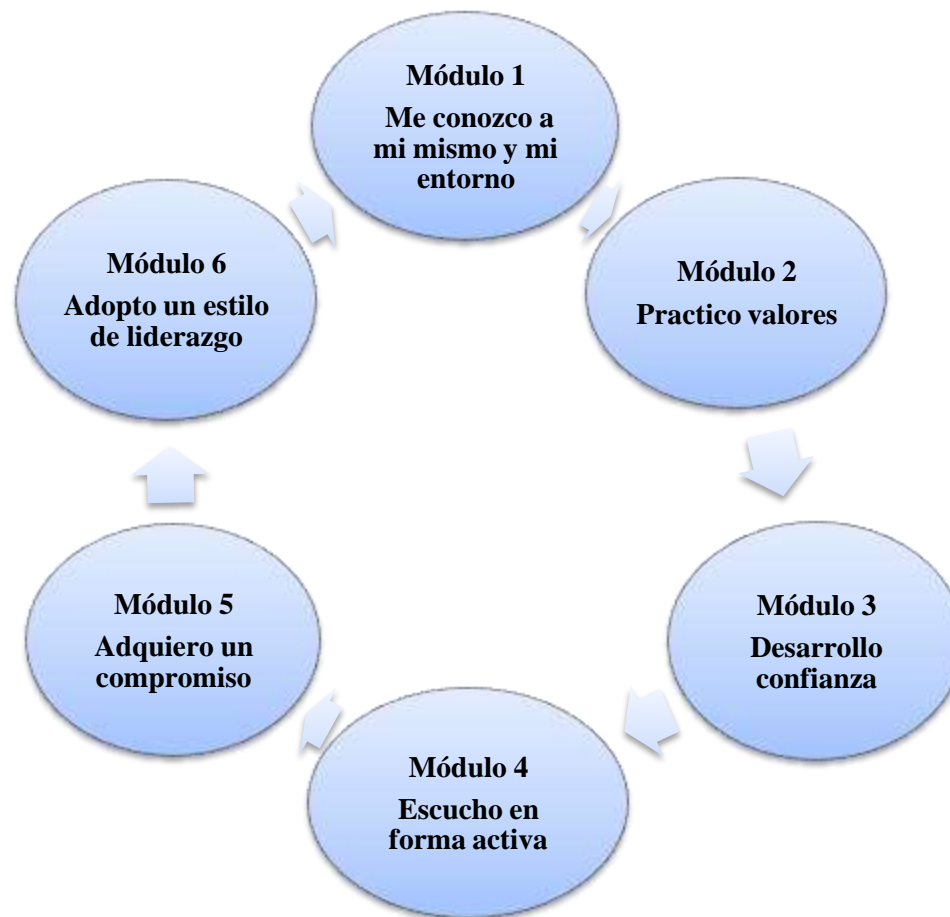 Módulo 1
Me conozco a
mi mismo y mi
entorno
Módulo 2
Practico valores
Módulo 3
Desarrollo
confianza
Módulo 4
Escucho en
forma activa
Módulo 5
Adquiero un
compromiso
Módulo 6
Adopto un estilo
de liderazgo